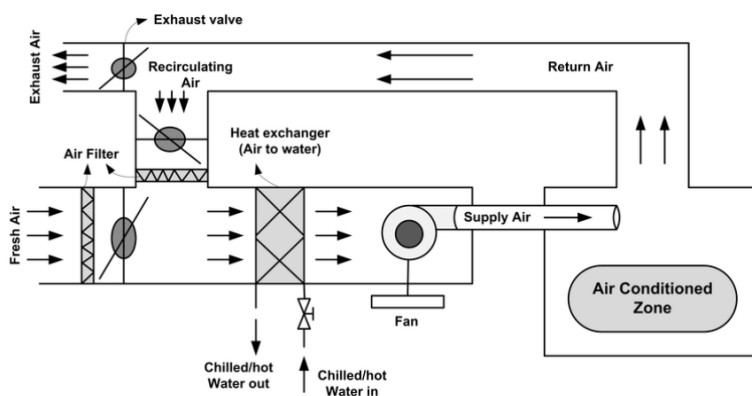 Exhaust valve
Exhaust Air
Recirculating
Air
Return Air
Air Filter
Heat exchanger
(Air to water)
Fresh Air
Supply Air
Air Conditioned
Zone
Fan
Chilled/hot
Water out
Chilled/hot
Water in